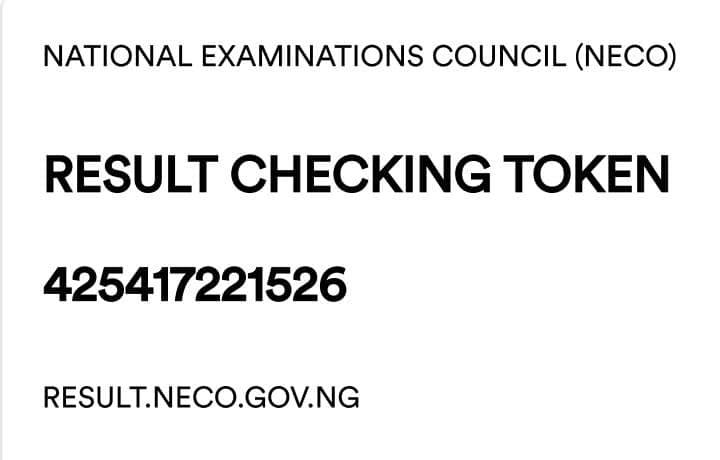 NATIONAL EXAMINATIONS COUNCIL (NECO)
RESULT CHECKING TOKEN
425417221526
RESULT.NECO.GOV.NG